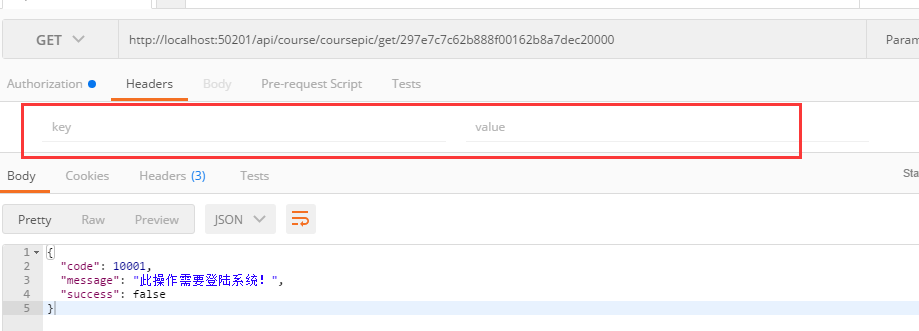 GET http://localhost:50201/api/course/coursepic/get/297e7c7c62b888f00162b8a7dec20000 Param
Authorization Headers Body Pre-request Script Tests
key value
Body Cookies Headers (3) Tests Sta
Pretty Raw Preview JSON
1 {
2 "code": 10001,
3 "message": "此操作需要登陆系统！",
4 "success": false
5 }